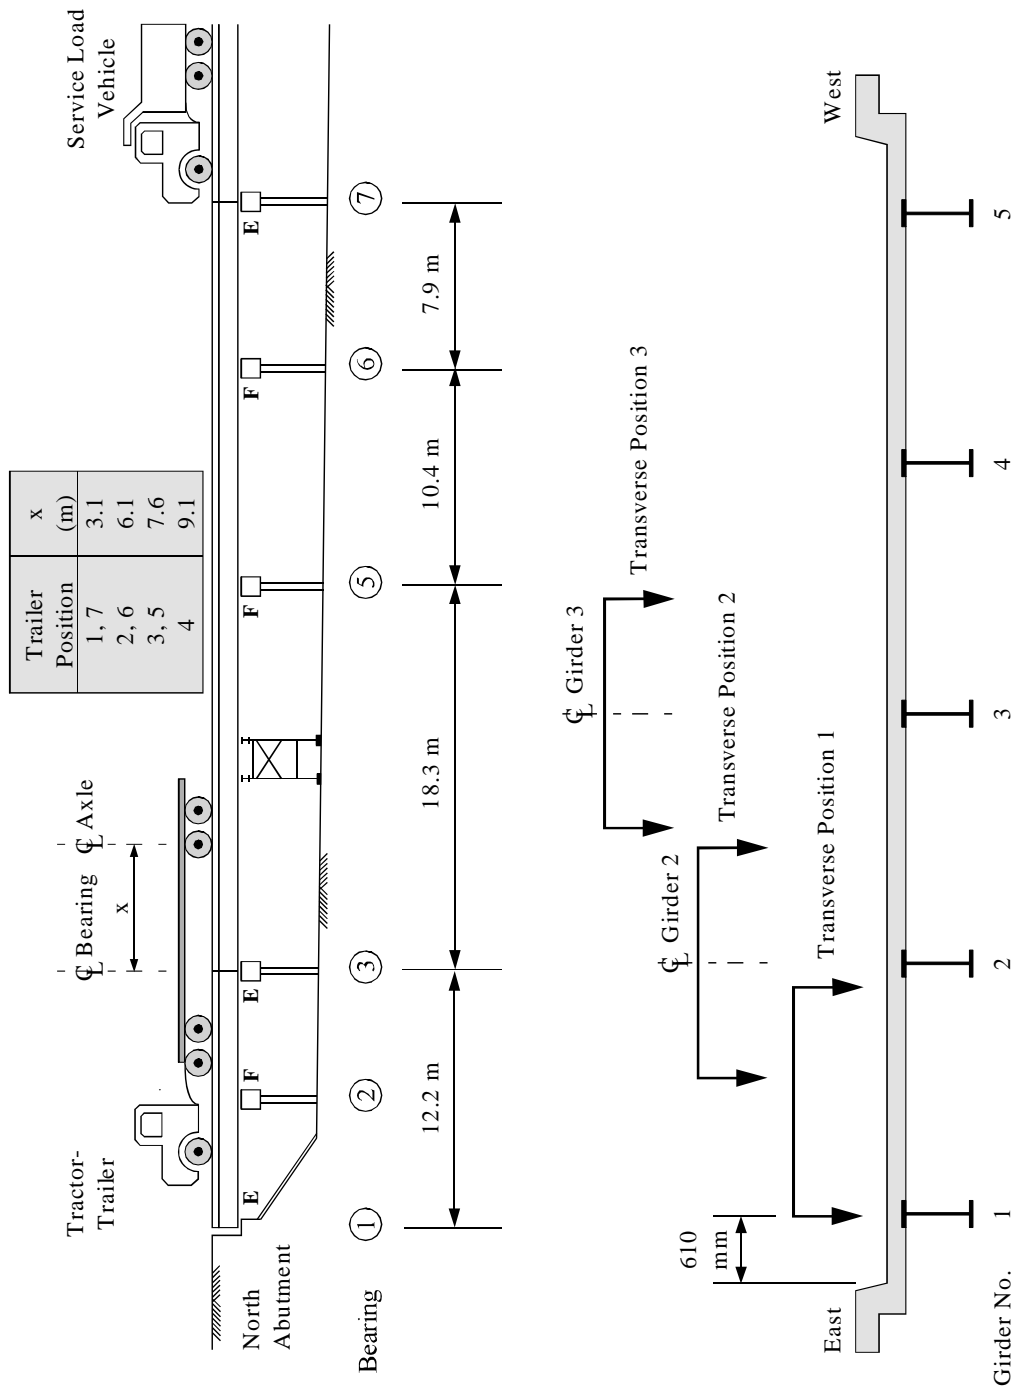 Tractor-
Trailer
℄ Bearing
℄ Axle
x
Trailer
Position
x
(m)
1, 7
3.1
2, 6
6.1
3, 5
7.6
4
9.1
Service Load
Vehicle
North
Abutment
E
F
E
F
F
E
Bearing
1
2
3
5
6
7
12.2 m
18.3 m
10.4 m
7.9 m
℄ Girder 3
Transverse Position 3
℄ Girder 2
Transverse Position 2
610
mm
Transverse Position 1
East
West
Girder No.
1
2
3
4
5